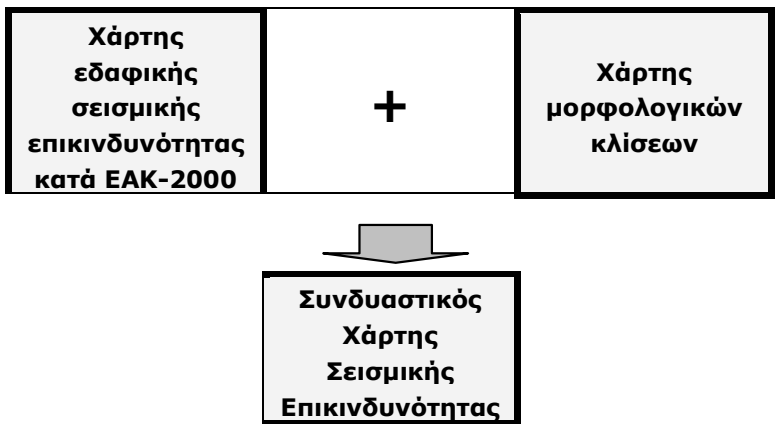 Χάρτης
εδαφικής
σεισμικής
επικινδυνότητας
κατά ΕΑΚ-2000
+
Χάρτης
μορφολογικών
κλίσεων
Συνδυαστικός
Χάρτης
Σεισμικής
Επικινδυνότητας